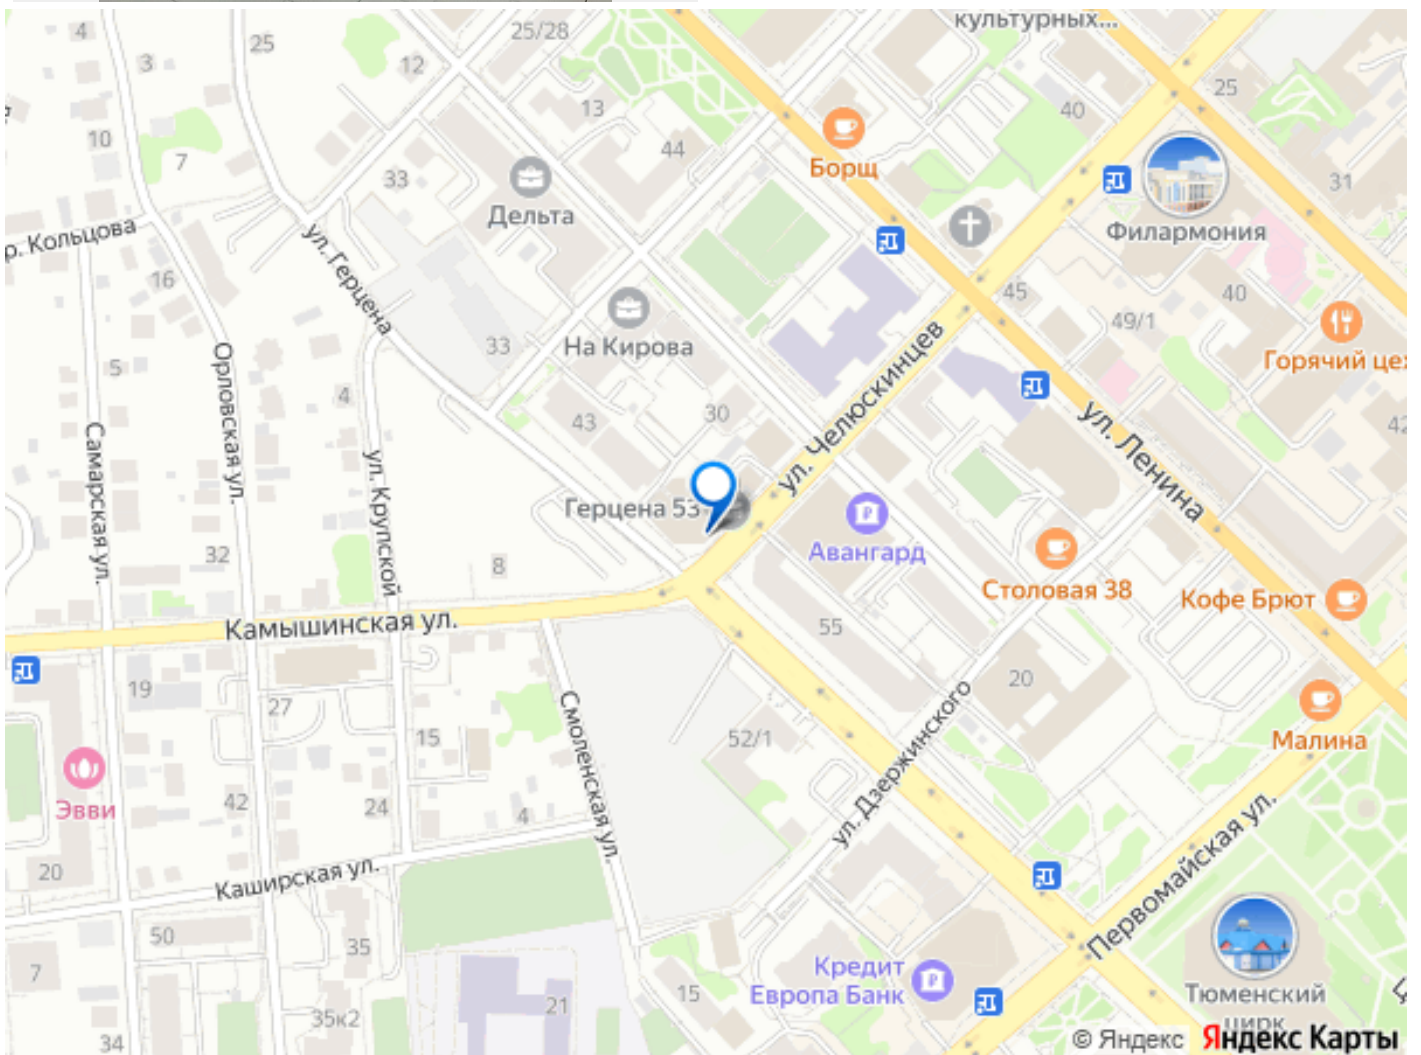 культурных...
4
25
25/28
3
12
25
13
40
10
Борщ
7
44
33
31
Дельта
Филармония
р. Кольцова
ул. Герцена
16
45
40
49/1
33
На Кирова
Горячий цех
5
Орловская ул.
4
ул. Челюскинцев
43
30
42
ул. Ленина
Самарская ул.
ул. Крупской
Герцена 53
Авангард
32
8
Столовая 38
Кофе Брют
Камышинская ул.
55
19
27
20
Смоленская ул.
15
52/1
ул. Дзержинского
Малина
Эвви
42
24
4
20
Каширская ул.
Первомайская ул.
50
35
7
Кредит
Европа Банк
15
21
Тюменский
цирк
35к2
34
© Яндекс Яндекс Карты